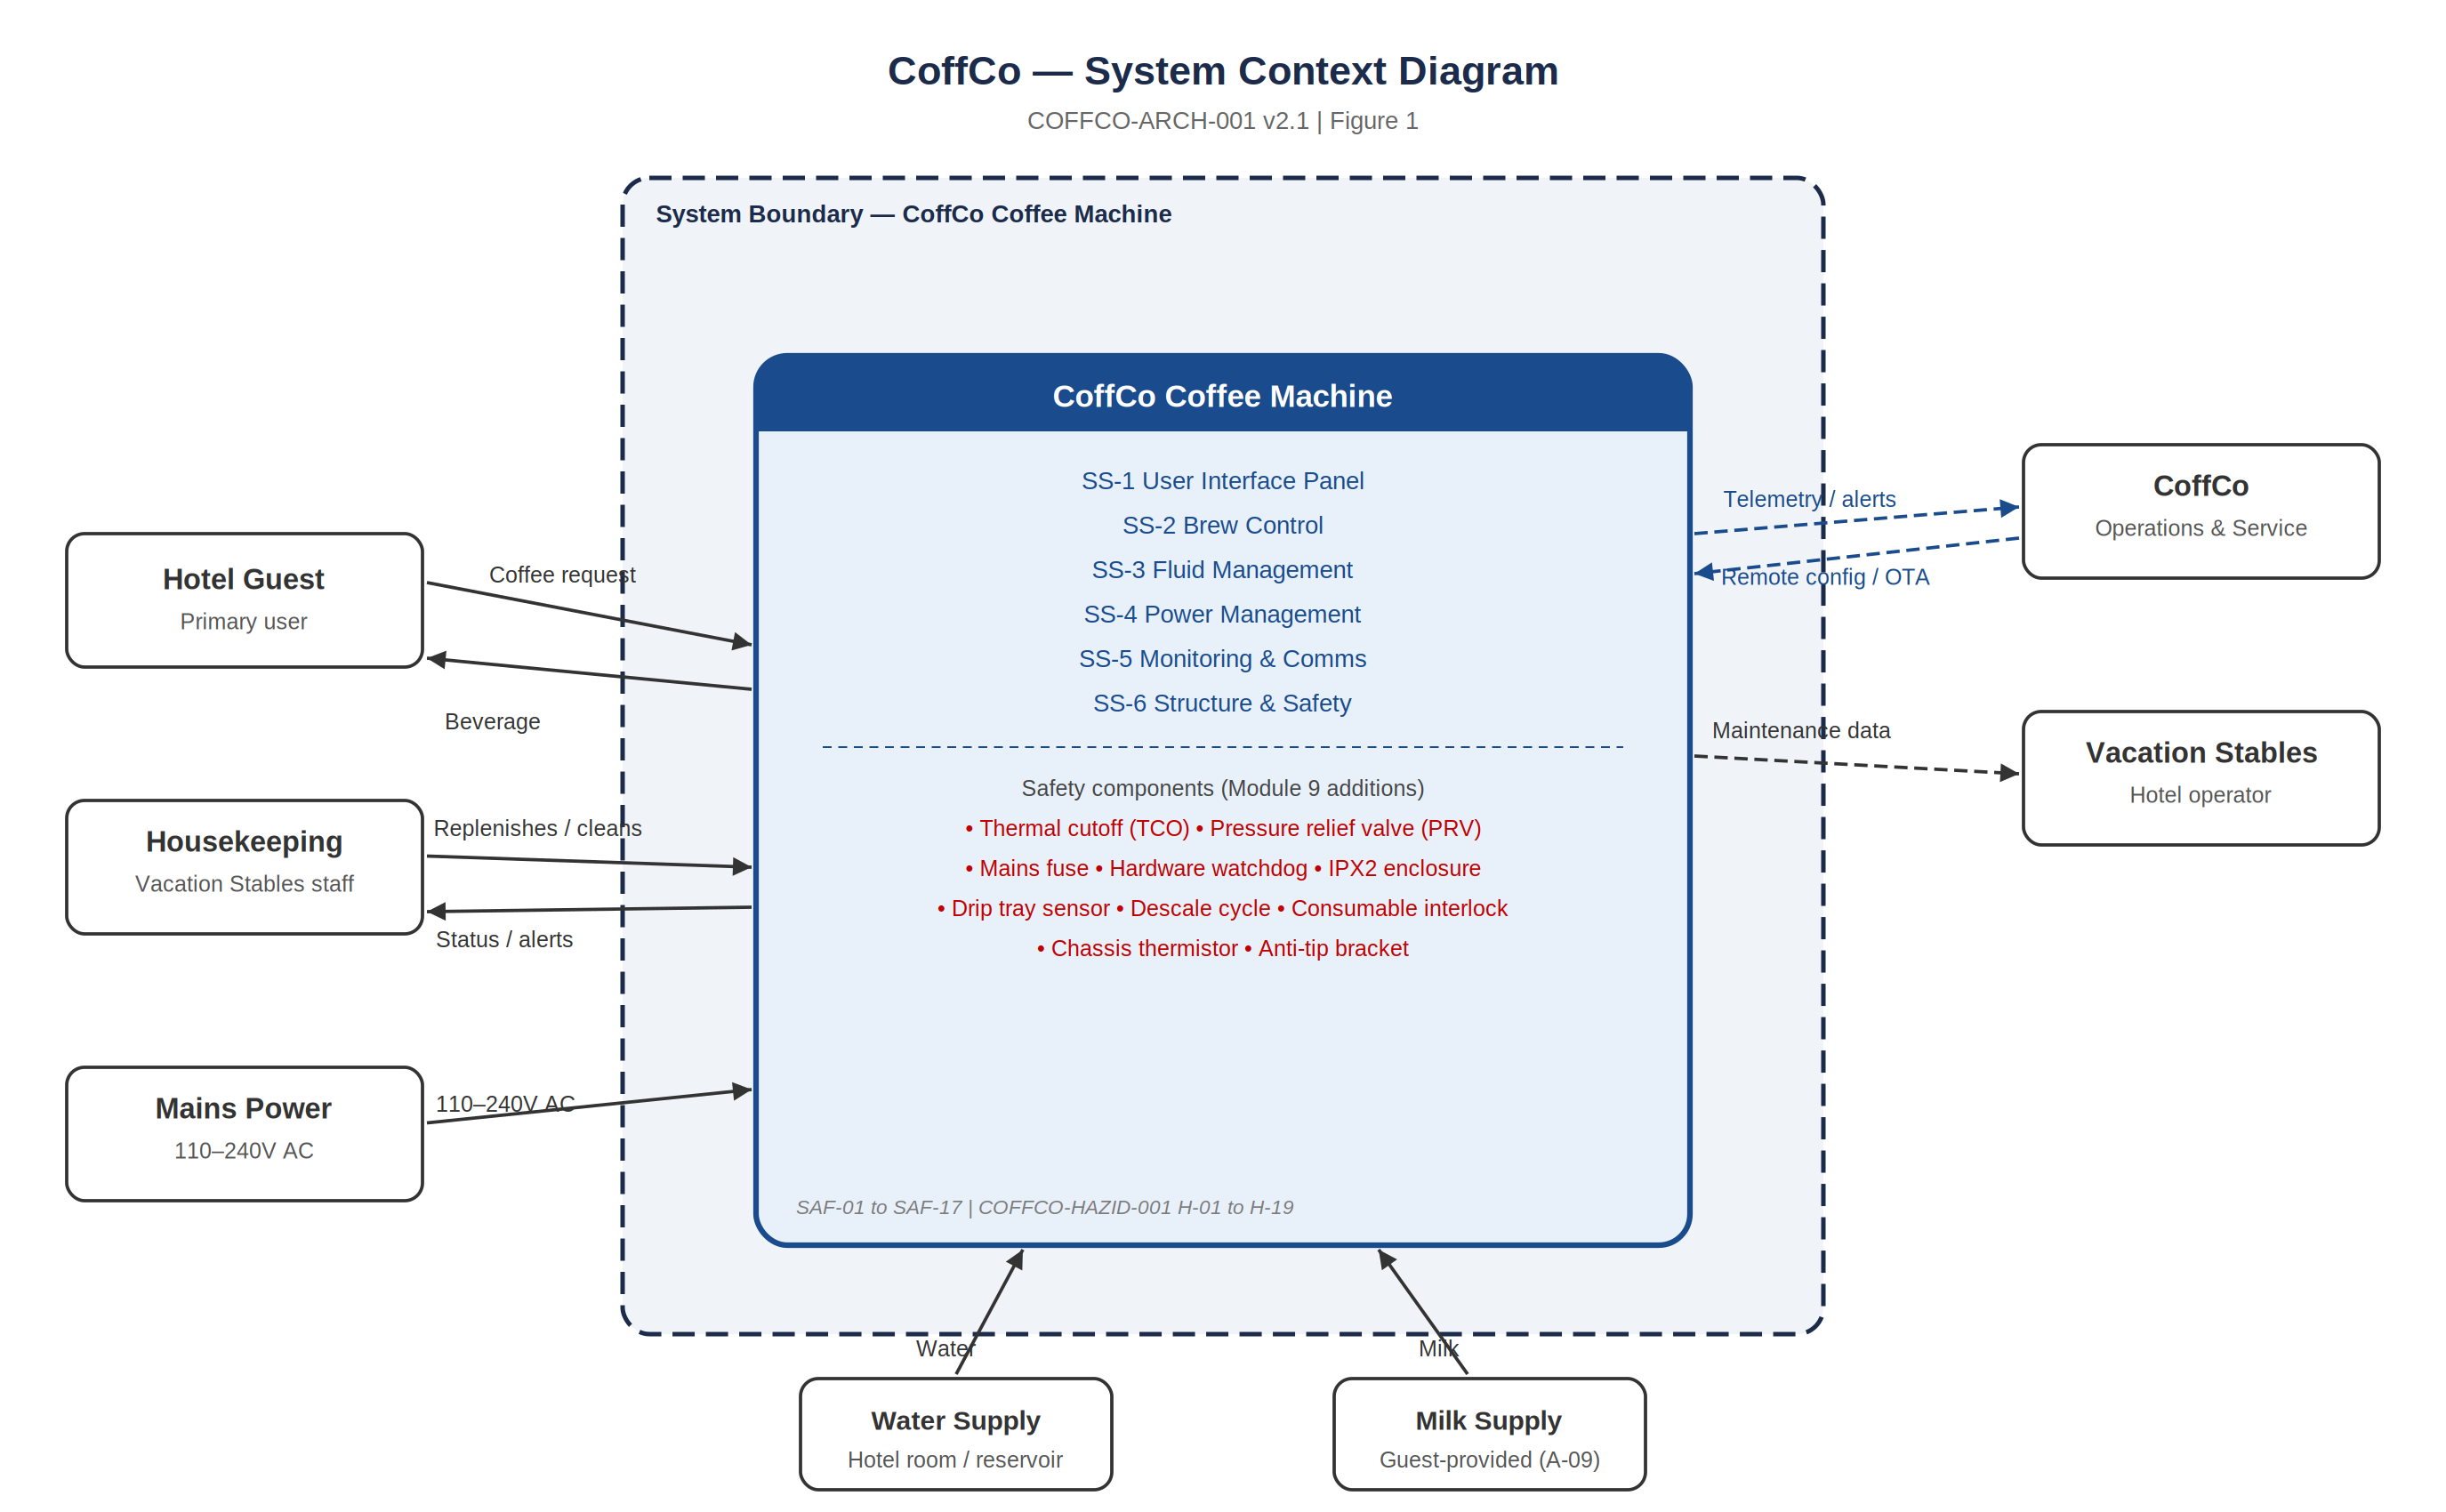 CoffCo — System Context Diagram
COFFCO-ARCH-001 v2.1 | Figure 1
System Boundary — CoffCo Coffee Machine
CoffCo Coffee Machine
SS-1 User Interface Panel
SS-2 Brew Control
SS-3 Fluid Management
SS-4 Power Management
SS-5 Monitoring & Comms
SS-6 Structure & Safety
Safety components (Module 9 additions)
• Thermal cutoff (TCO) • Pressure relief valve (PRV)
• Mains fuse • Hardware watchdog • IPX2 enclosure
• Drip tray sensor • Descale cycle • Consumable interlock
• Chassis thermistor • Anti-tip bracket
SAF-01 to SAF-17 | COFFCO-HAZID-001 H-01 to H-19
Hotel Guest
Primary user
Coffee request
Beverage
Housekeeping
Vacation Stables staff
Replenishes / cleans
Status / alerts
Mains Power
110–240V AC
110–240V AC
CoffCo
Operations & Service
Telemetry / alerts
Remote config / OTA
Vacation Stables
Hotel operator
Maintenance data
Water
Water Supply
Hotel room / reservoir
Milk
Milk Supply
Guest-provided (A-09)